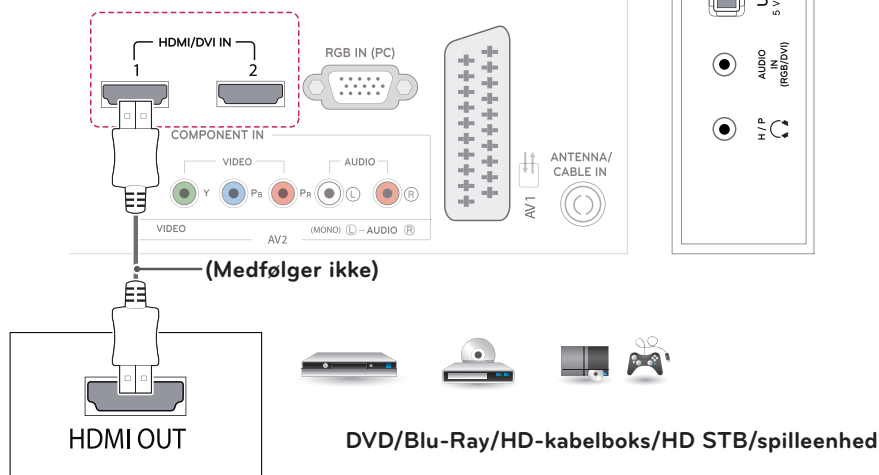 HDMI/DVI IN
1 2
RGB IN (PC)
COMPONENT IN
VIDEO AUDIO
Y PB PR L R
VIDEO
AV2
(MONO) L – AUDIO R
AV1
ANTENNA/
CABLE IN
5 V
AUDIO
IN
(RGB/DVI)
H / P
(Medfølger ikke)
HDMI OUT
DVD/Blu-Ray/HD-kabelboks/HD STB/spilleenhed